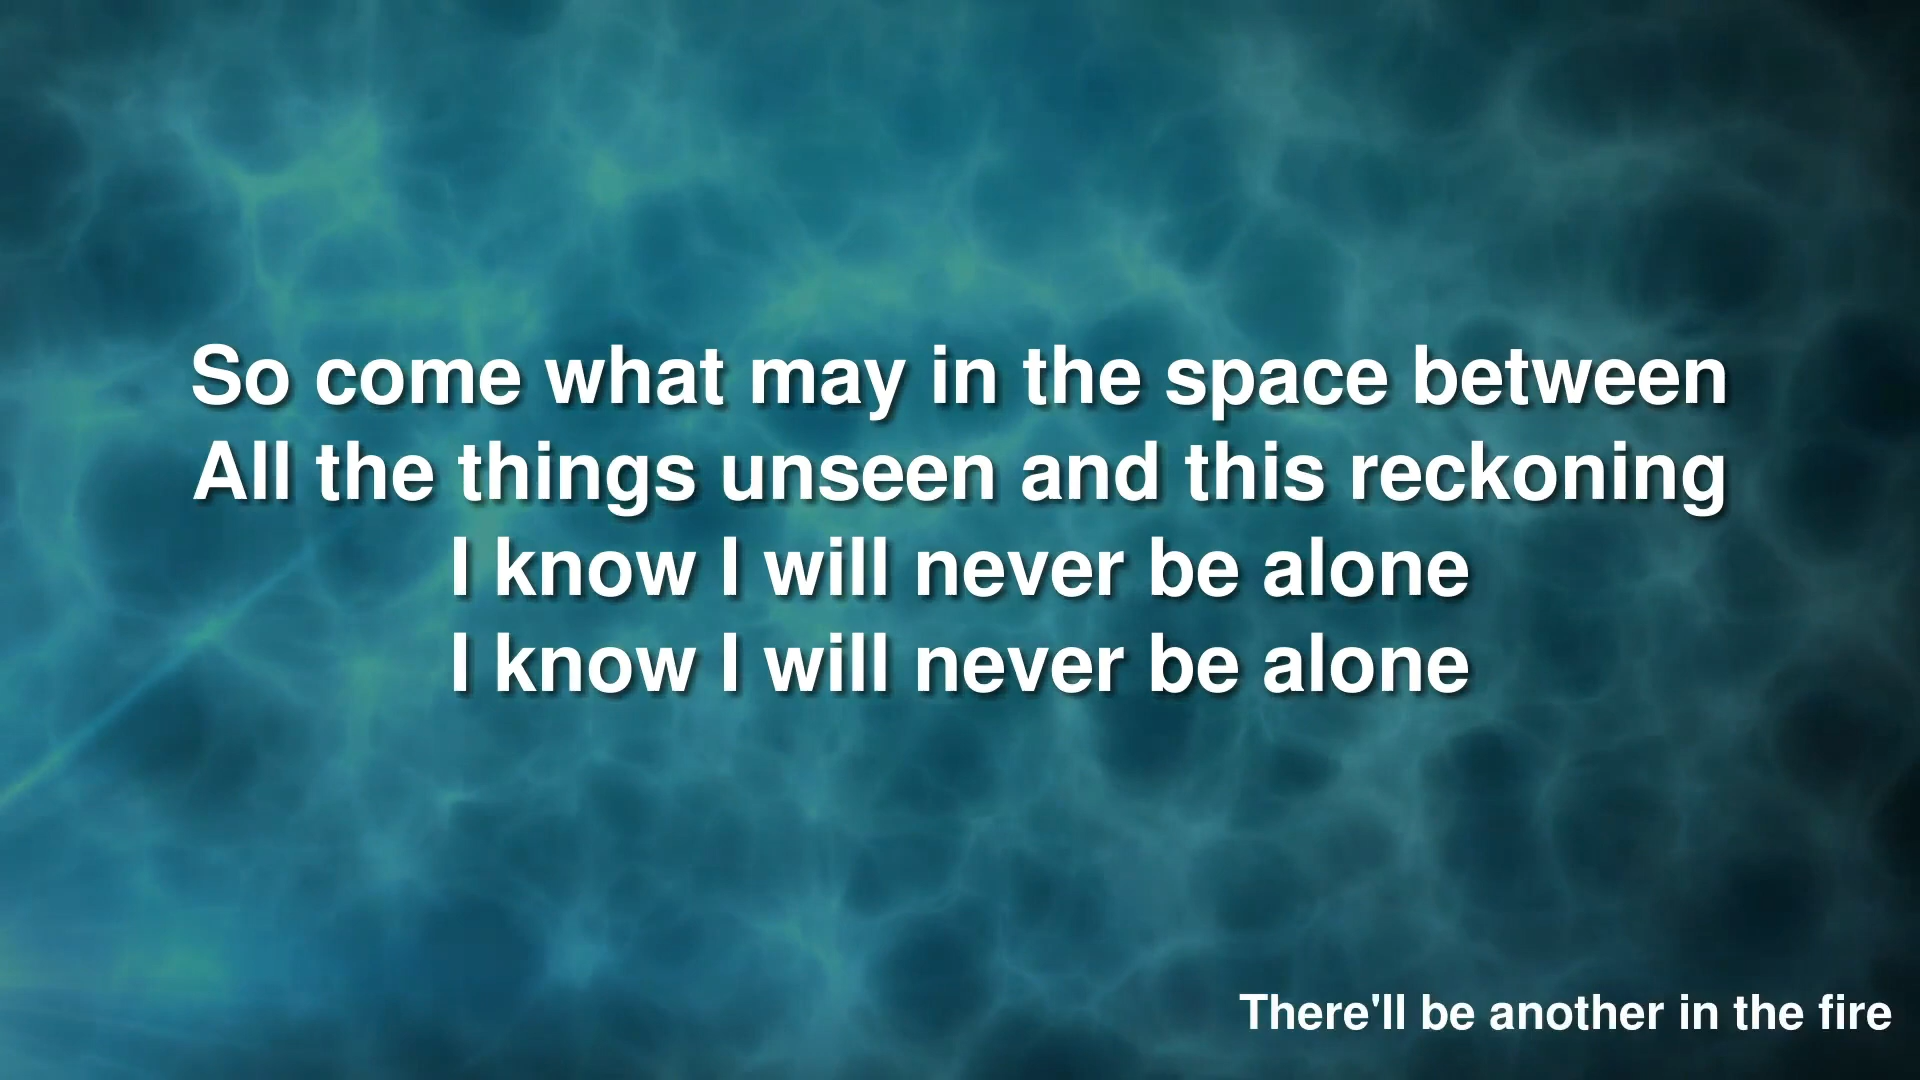 So come what may in the space between
All the things unseen and this reckoning
I know I will never be alone
I know I will never be alone
There'll be another in the fire